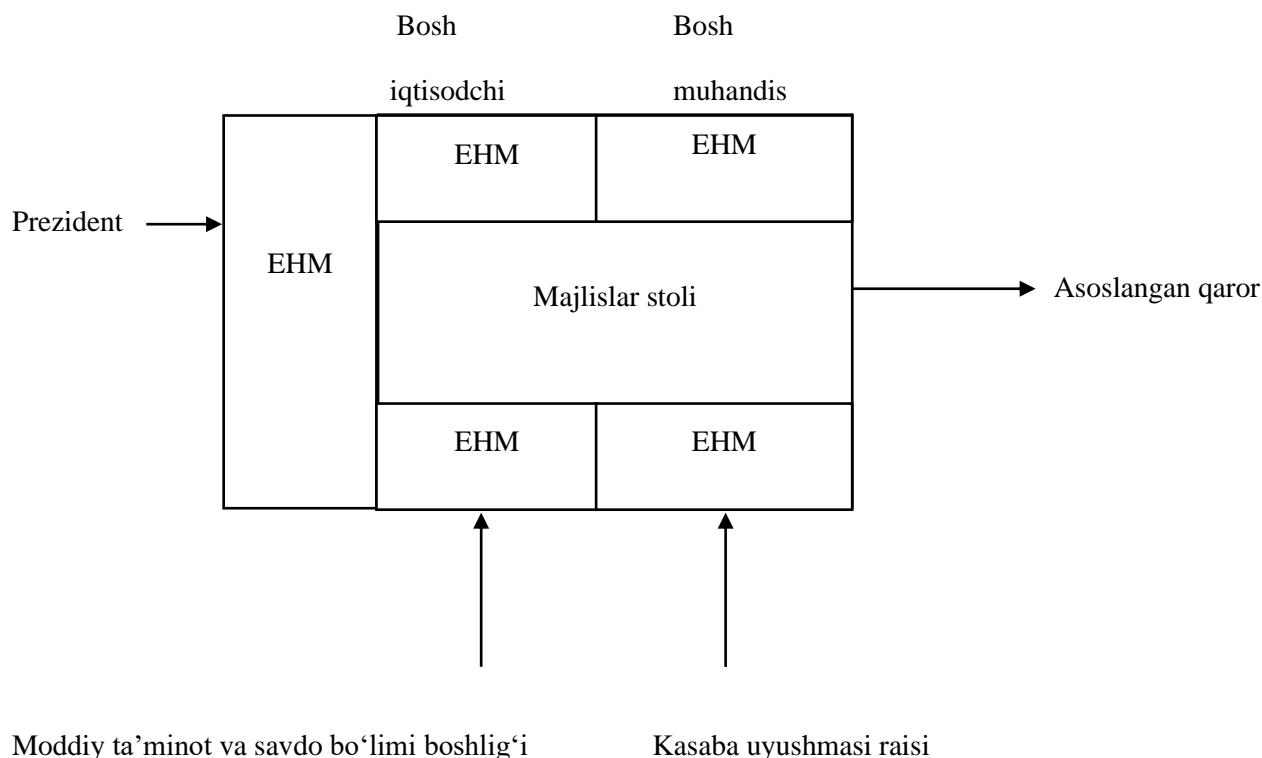 Bosh
iqtisodchi
Bosh
muhandis
EHM
EHM
Prezident
EHM
Majlislar stoli
Asoslangan qaror
EHM
EHM
Moddiy ta’minot va savdo bo‘limi boshlig‘i
Kasaba uyushmasi raisi